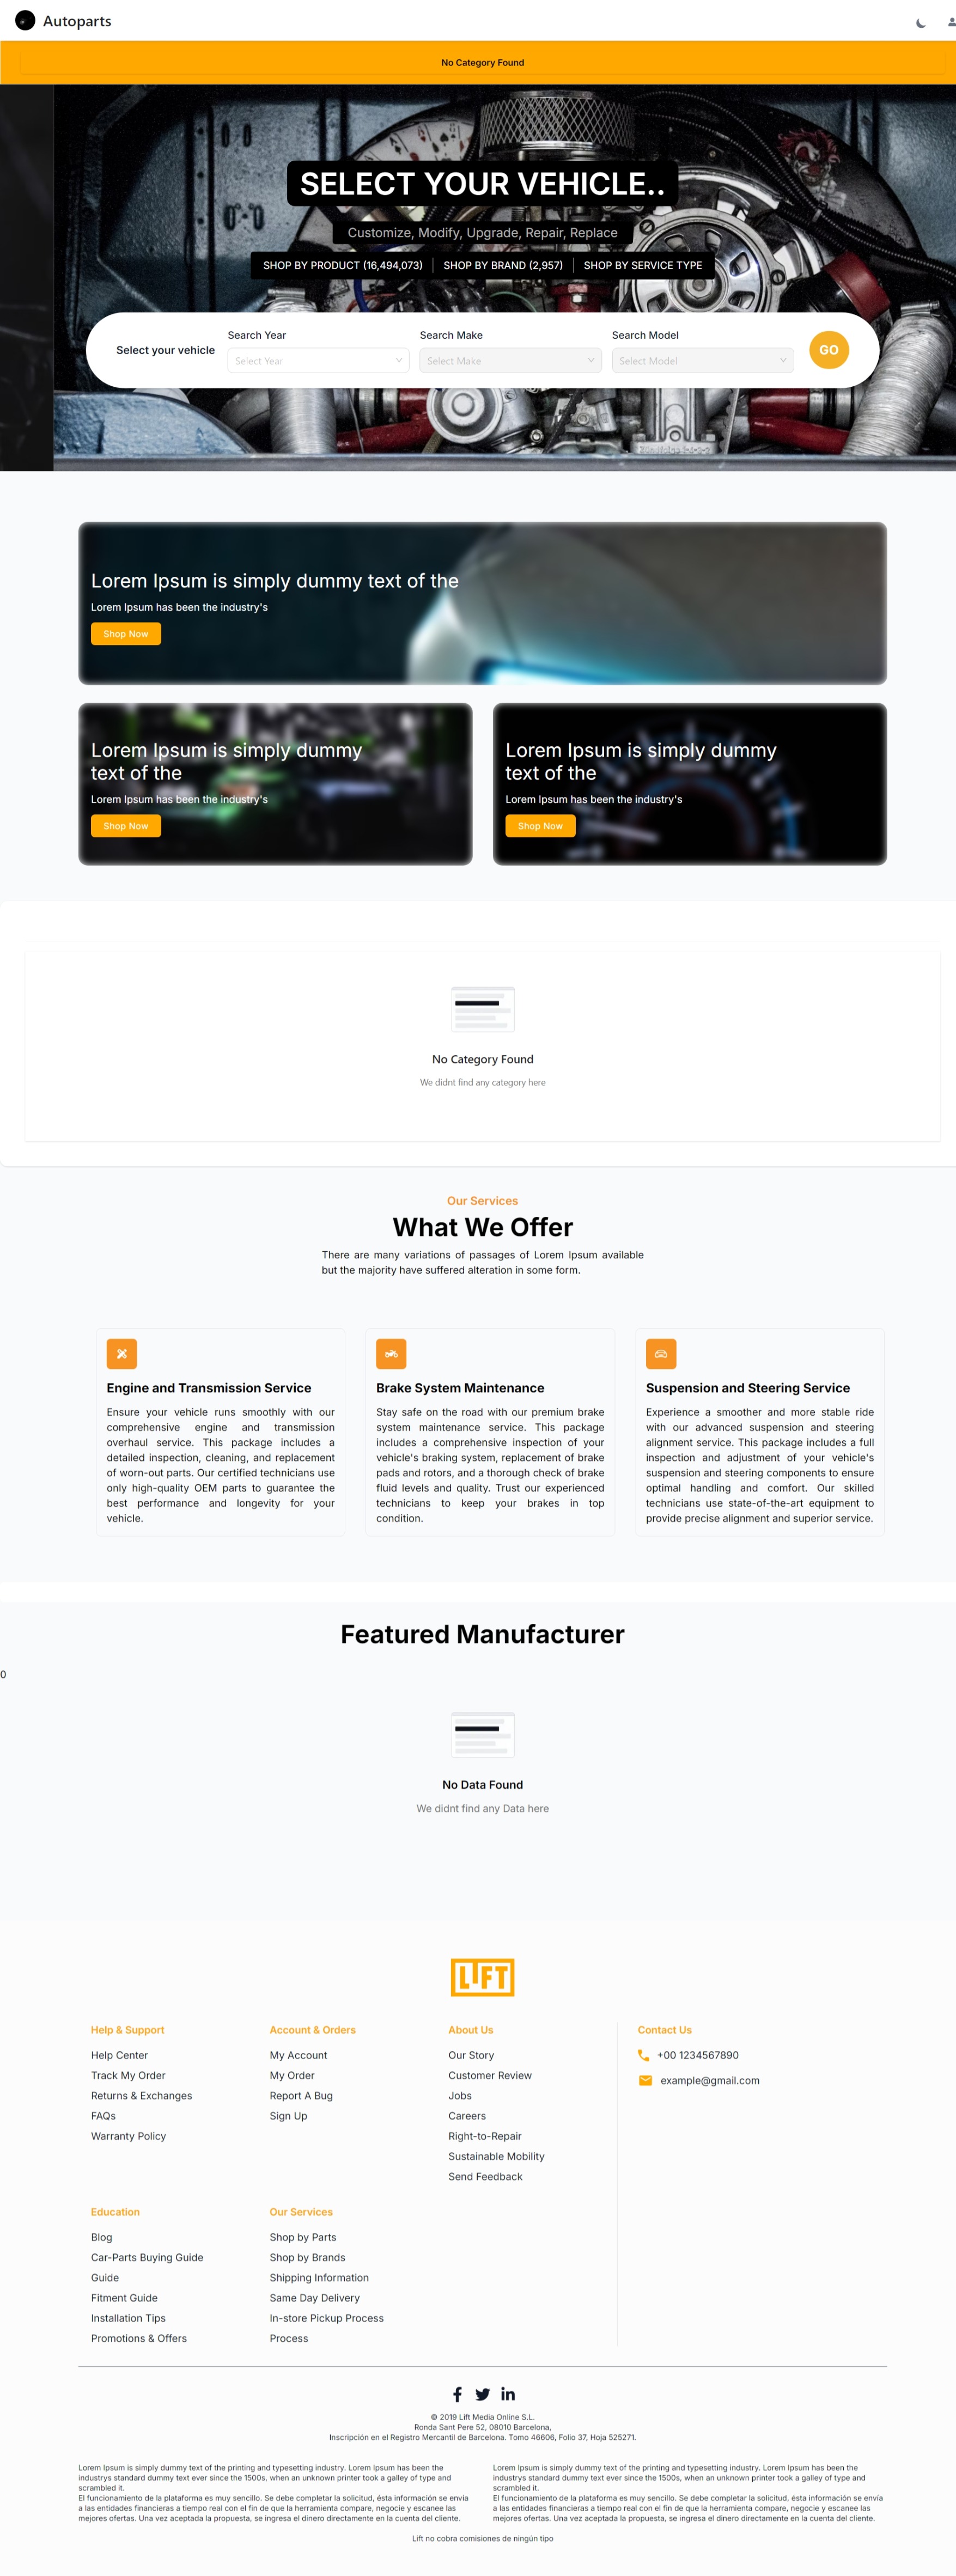 Autoparts
No Category Found
SELECT YOUR VEHICLE..
Customize, Modify, Upgrade, Repair, Replace
SHOP BY PRODUCT (16,494,073)
SHOP BY BRAND (2,957)
SHOP BY SERVICE TYPE
Select your vehicle
Search Year
Select Year
Search Make
Select Make
Search Model
Select Model
GO
Lorem Ipsum is simply dummy text of the
Lorem Ipsum has been the industry's
Shop Now
Lorem Ipsum is simply dummy
text of the
Lorem Ipsum has been the industry's
Shop Now
Lorem Ipsum is simply dummy
text of the
Lorem Ipsum has been the industry's
Shop Now
No Category Found
We didnt find any category here
Our Services
What We Offer
There are many variations of passages of Lorem Ipsum available
but the majority have suffered alteration in some form.
Engine and Transmission Service
Ensure your vehicle runs smoothly with our
comprehensive engine and transmission
overhaul service. This package includes a
detailed inspection, cleaning, and replacement
of worn-out parts. Our certified technicians use
only high-quality OEM parts to guarantee the
best performance and longevity for your
vehicle.
Brake System Maintenance
Stay safe on the road with our premium brake
system maintenance service. This package
includes a comprehensive inspection of your
vehicle's braking system, replacement of brake
pads and rotors, and a thorough check of brake
fluid levels and quality. Trust our experienced
technicians to keep your brakes in top
condition.
Suspension and Steering Service
Experience a smoother and more stable ride
with our advanced suspension and steering
alignment service. This package includes a full
inspection and adjustment of your vehicle's
suspension and steering components to ensure
optimal handling and comfort. Our skilled
technicians use state-of-the-art equipment to
provide precise alignment and superior service.
Featured Manufacturer
0
No Data Found
We didnt find any Data here
LIFT
Help & Support
Help Center
Track My Order
Returns & Exchanges
FAQs
Warranty Policy
Account & Orders
My Account
My Order
Report A Bug
Sign Up
About Us
Our Story
Customer Review
Jobs
Careers
Right-to-Repair
Sustainable Mobility
Send Feedback
Contact Us
+00 1234567890
example@gmail.com
Education
Blog
Car-Parts Buying Guide
Guide
Fitment Guide
Installation Tips
Promotions & Offers
Our Services
Shop by Parts
Shop by Brands
Shipping Information
Same Day Delivery
In-store Pickup Process
Process
© 2019 Lift Media Online S.L.
Ronda Sant Pere 52, 08010 Barcelona,
Inscripción en el Registro Mercantil de Barcelona. Tomo 46606, Folio 37, Hoja 525271.
Lorem Ipsum is simply dummy text of the printing and typesetting industry. Lorem Ipsum has been the
industrys standard dummy text ever since the 1500s, when an unknown printer took a galley of type and
scrambled it.
El funcionamiento de la plataforma es muy sencillo. Se debe completar la solicitud, ésta información se envía
a las entidades financieras a tiempo real con el fin de que la herramienta compare, negocie y escanee las
mejores ofertas. Una vez aceptada la propuesta, se ingresa el dinero directamente en la cuenta del cliente.
Lorem Ipsum is simply dummy text of the printing and typesetting industry. Lorem Ipsum has been the
industrys standard dummy text ever since the 1500s, when an unknown printer took a galley of type and
scrambled it.
El funcionamiento de la plataforma es muy sencillo. Se debe completar la solicitud, ésta información se envía
a las entidades financieras a tiempo real con el fin de que la herramienta compare, negocie y escanee las
mejores ofertas. Una vez aceptada la propuesta, se ingresa el dinero directamente en la cuenta del cliente.
Lift no cobra comisiones de ningún tipo